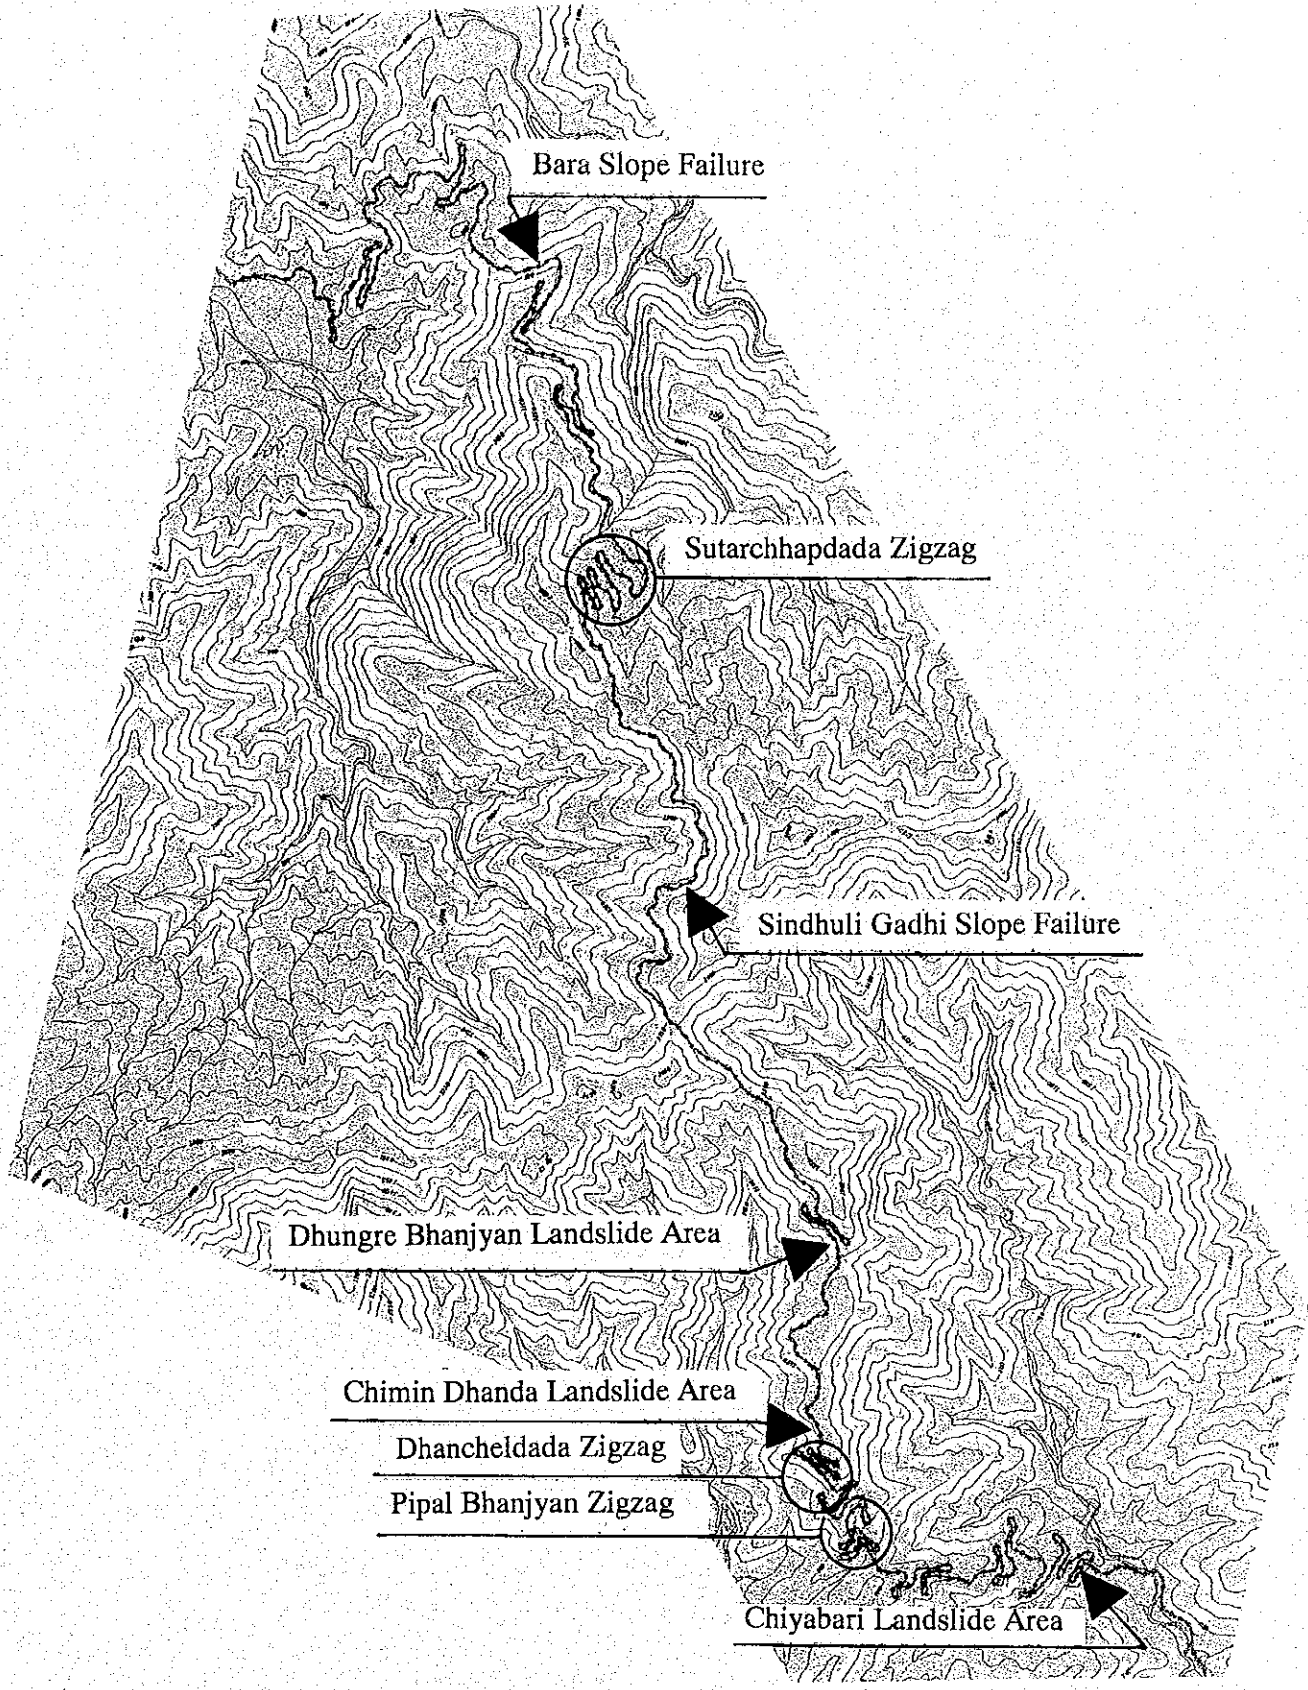 Bara Slope Failure
Sutarchhapdada Zigzag
Sindhuli Gadhi Slope Failure
Dhungre Bhanjyan Landslide Area
Chimin Dhanda Landslide Area
Dhancheldada Zigzag
Pipal Bhanjyan Zigzag
Chiyabari Landslide Area